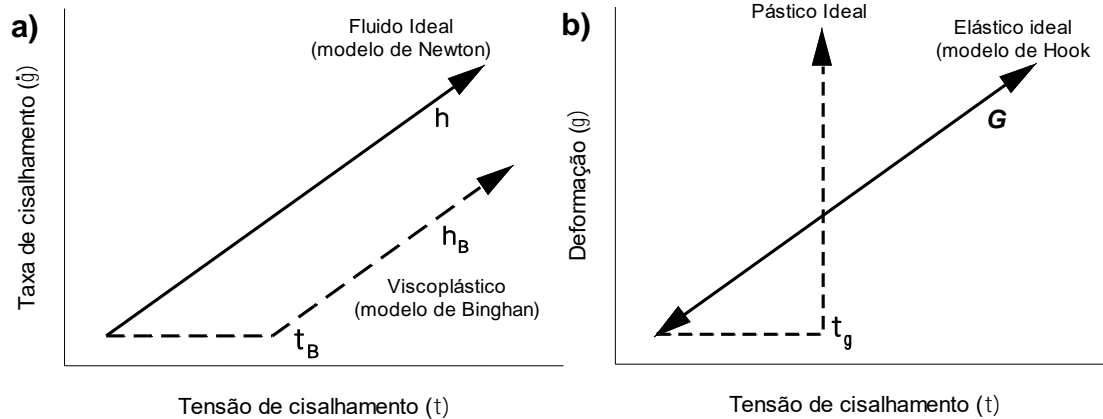 a)
Fluido Ideal
(modelo de Newton)
h
h_B
Viscoplástico
(modelo de Binghan)
t_B
Taxa de cisalhamento (ġ)
Tensão de cisalhamento (t)
b)
Pástico Ideal
Elástico ideal
(modelo de Hook
G
t_g
Deformação (g)
Tensão de cisalhamento (t)